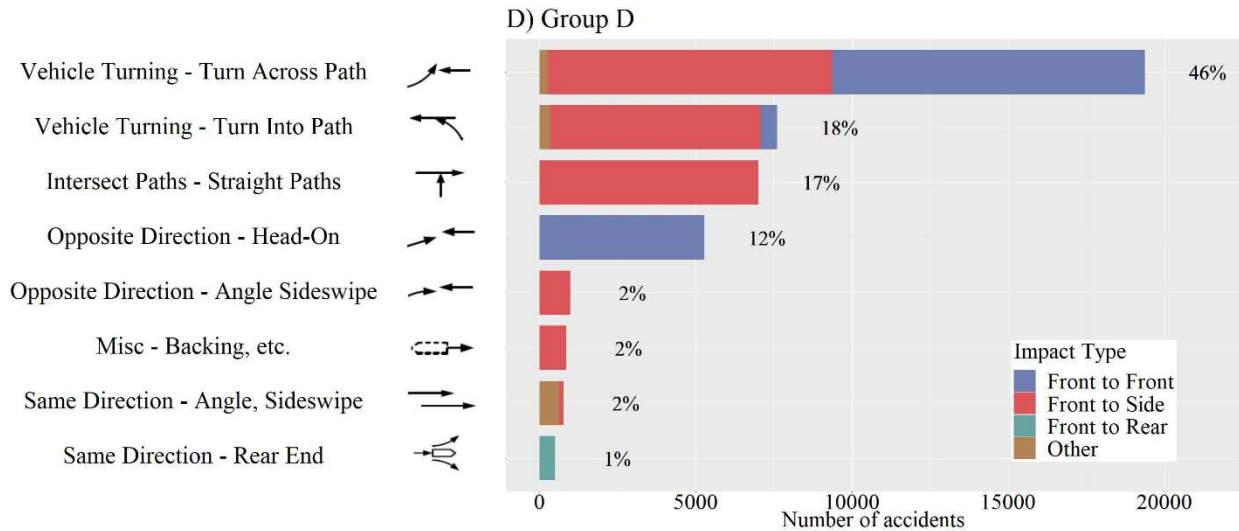 D) Group D
Vehicle Turning - Turn Across Path
46%
Vehicle Turning - Turn Into Path
18%
Intersect Paths - Straight Paths
17%
Opposite Direction - Head-On
12%
Opposite Direction - Angle Sideswipe
2%
Misc - Backing, etc.
2%
Same Direction - Angle, Sideswipe
2%
Same Direction - Rear End
1%
Impact Type
Front to Front
Front to Side
Front to Rear
Other
0 5000 10000 15000 20000
Number of accidents